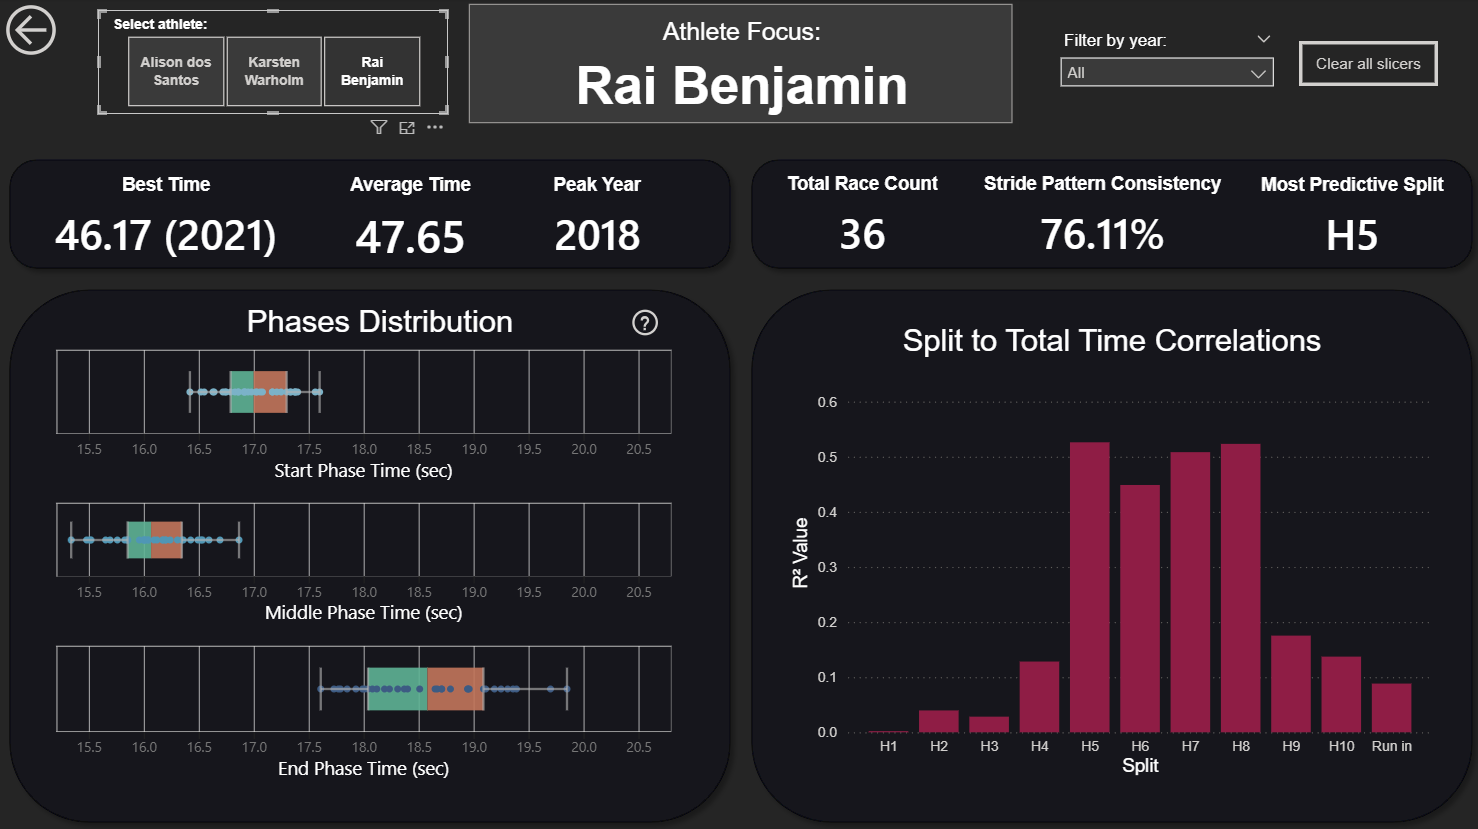 Select athlete:
Alison dos
Santos
Karsten
Warholm
Rai
Benjamin
Athlete Focus:
Rai Benjamin
Filter by year:
All
Clear all slicers
Best Time
46.17 (2021)
Average Time
47.65
Peak Year
2018
Total Race Count
36
Stride Pattern Consistency
76.11%
Most Predictive Split
H5
Phases Distribution
?
15.5 16.0 16.5 17.0 17.5 18.0 18.5 19.0 19.5 20.0 20.5
Start Phase Time (sec)
15.5 16.0 16.5 17.0 17.5 18.0 18.5 19.0 19.5 20.0 20.5
Middle Phase Time (sec)
15.5 16.0 16.5 17.0 17.5 18.0 18.5 19.0 19.5 20.0 20.5
End Phase Time (sec)
Split to Total Time Correlations
R² Value
0.6
0.5
0.4
0.3
0.2
0.1
0.0
H1 H2 H3 H4 H5 H6 H7 H8 H9 H10 Run in
Split